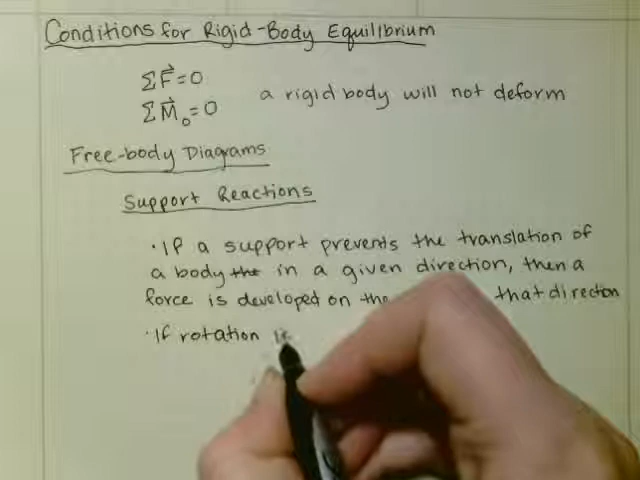 Conditions for Rigid-Body Equilibrium
ΣF⃗=0
ΣM⃗o=0
a rigid body will not deform
Free-body Diagrams
Support Reactions
·If a support prevents the translation of
a body the in a given direction, then a
force is developed on the that direction
·If rotation is